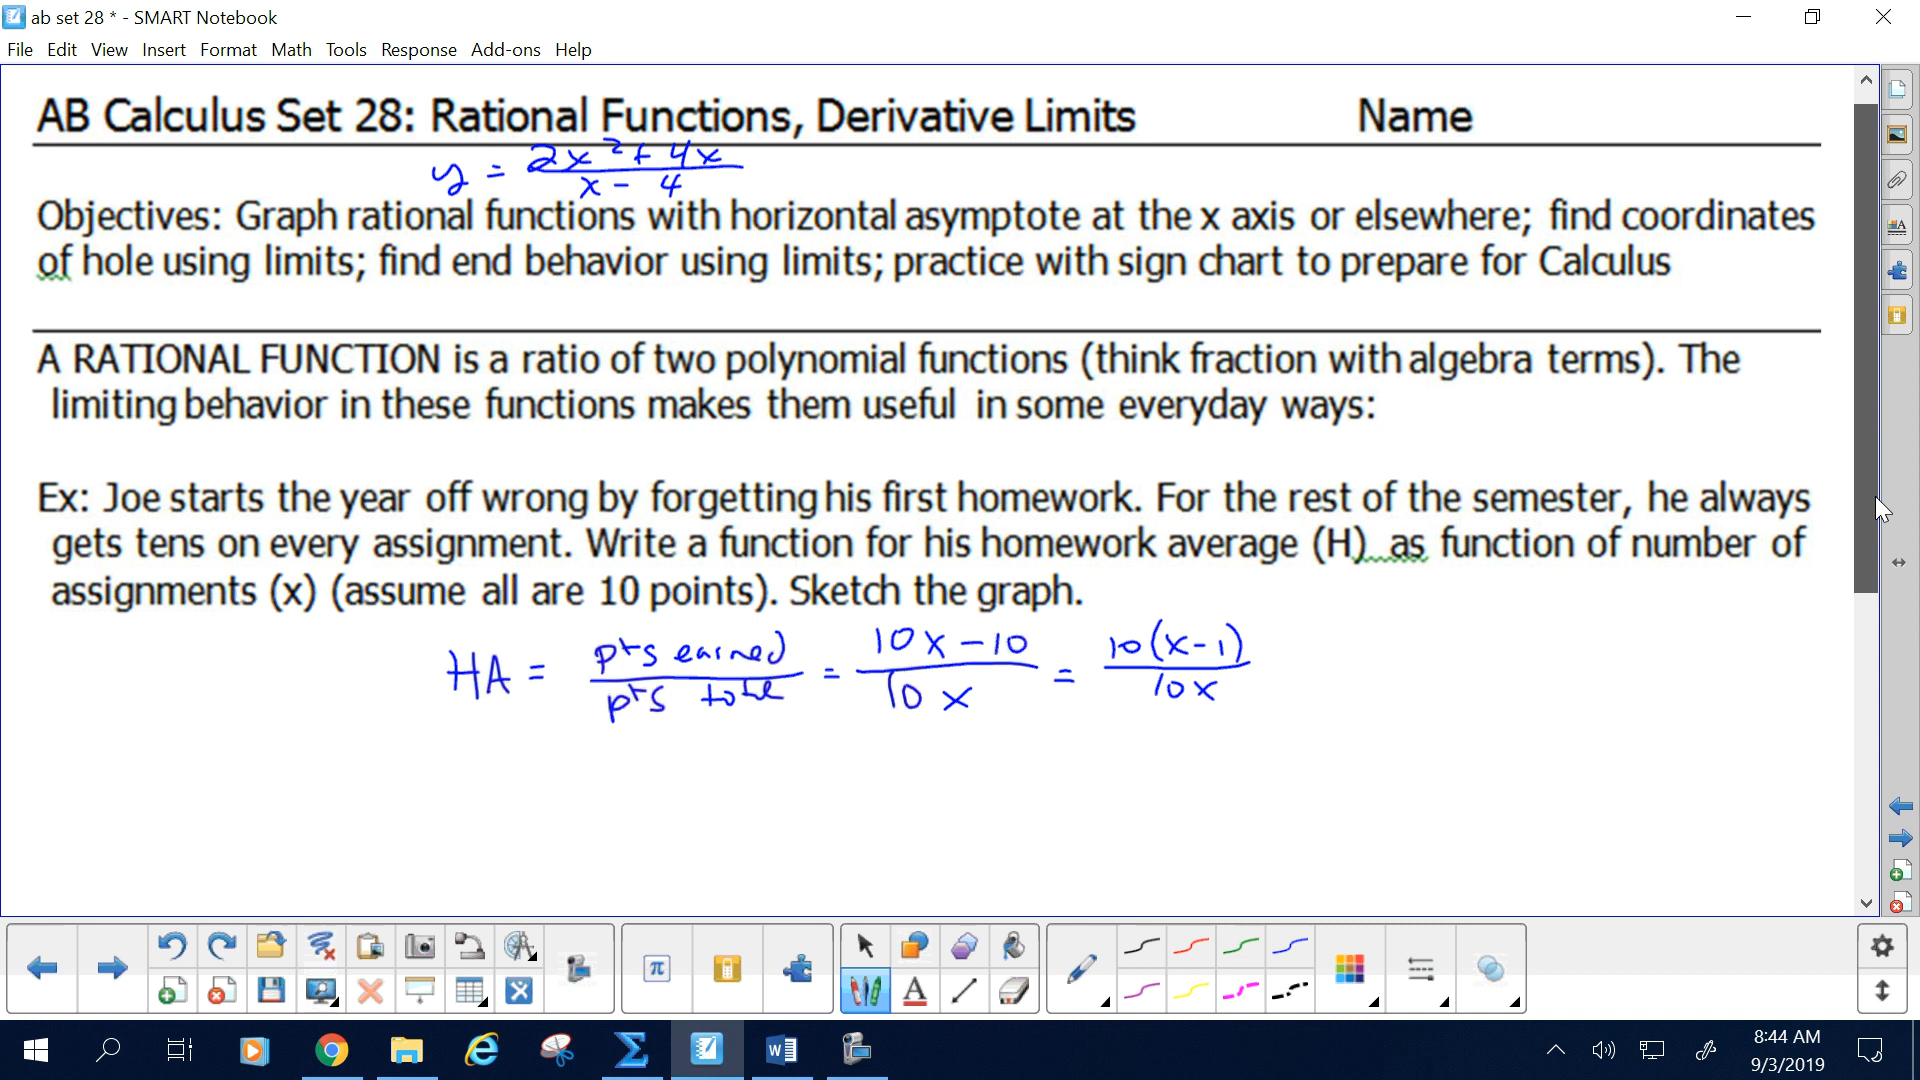 ab set 28 * - SMART Notebook
File Edit View Insert Format Math Tools Response Add-ons Help
AB Calculus Set 28: Rational Functions, Derivative Limits Name
y = (2x² + 4x)/(x - 4)
Objectives: Graph rational functions with horizontal asymptote at the x axis or elsewhere; find coordinates
of hole using limits; find end behavior using limits; practice with sign chart to prepare for Calculus
A RATIONAL FUNCTION is a ratio of two polynomial functions (think fraction with algebra terms). The
limiting behavior in these functions makes them useful in some everyday ways:
Ex: Joe starts the year off wrong by forgetting his first homework. For the rest of the semester, he always
gets tens on every assignment. Write a function for his homework average (H) as function of number of
assignments (x) (assume all are 10 points). Sketch the graph.
HA = pts earned / pts total = (10x - 10)/(10x) = 10(x-1)/(10x)
8:44 AM
9/3/2019